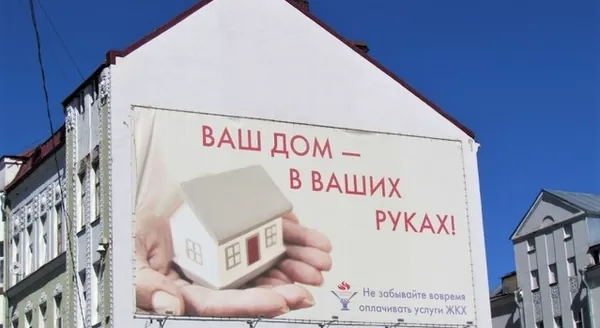 ВАШ ДОМ —
В ВАШИХ
РУКАХ!
Не забывайте вовремя
оплачивать услуги ЖКХ